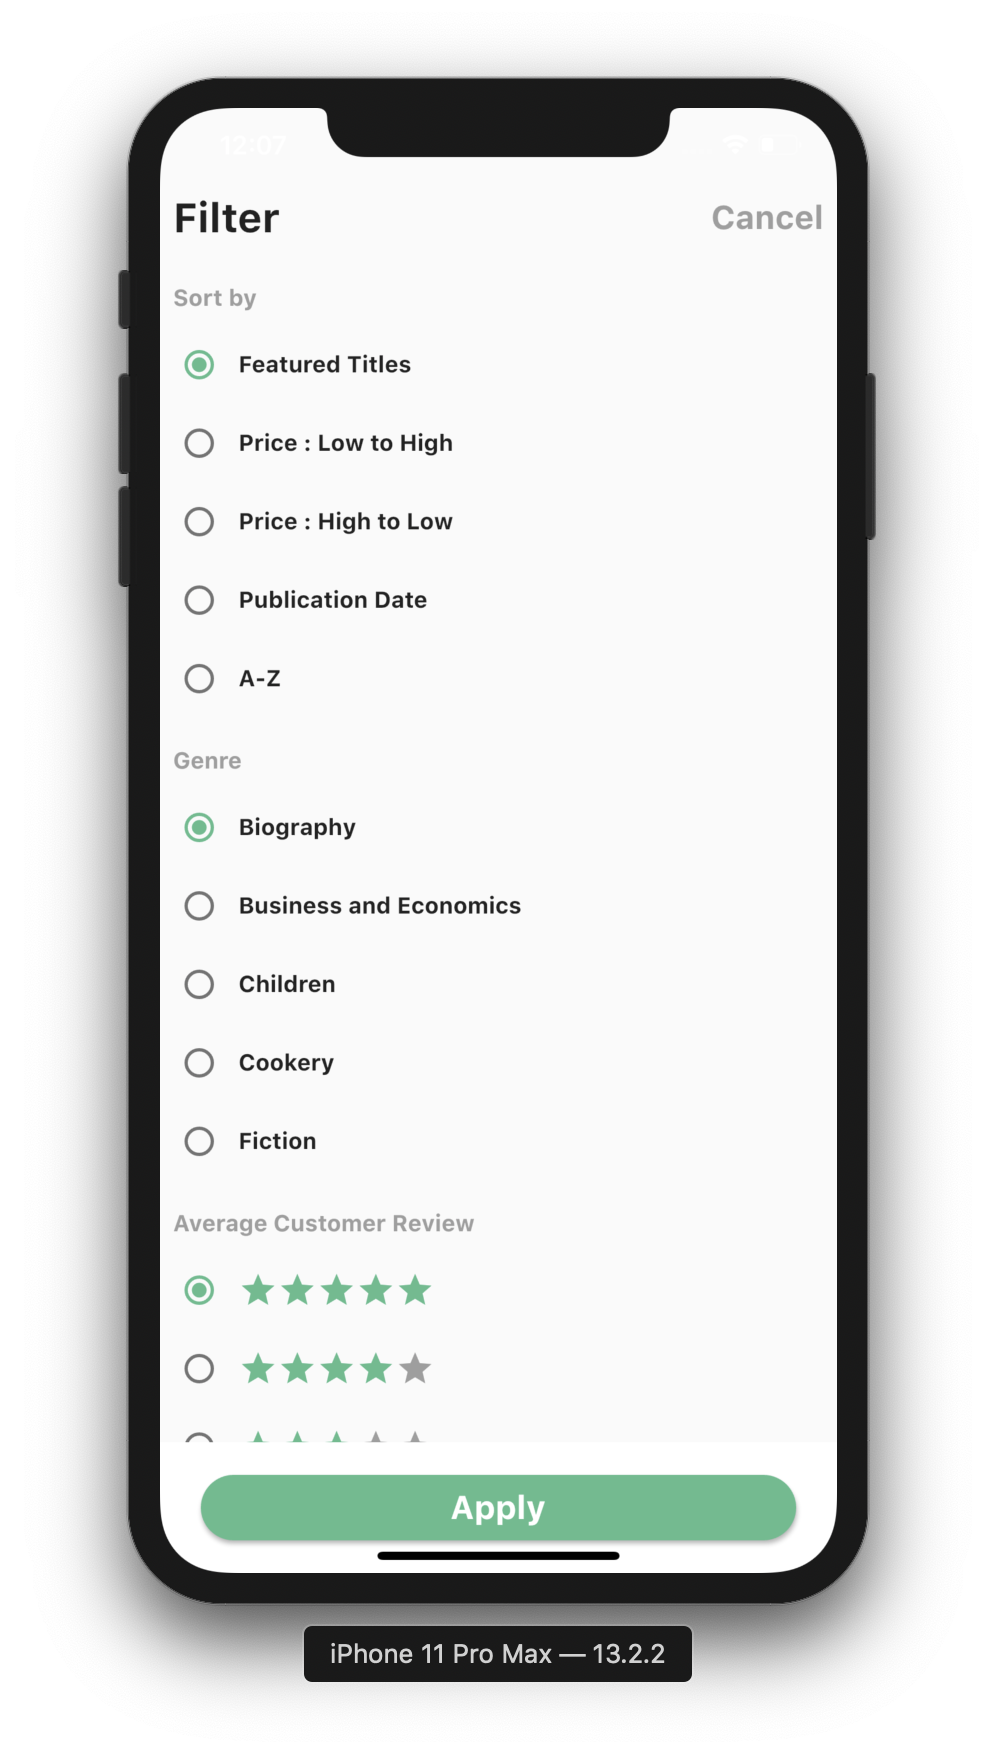 12:07
Filter
Cancel
Sort by
Featured Titles
Price : Low to High
Price : High to Low
Publication Date
A-Z
Genre
Biography
Business and Economics
Children
Cookery
Fiction
Average Customer Review
Apply
iPhone 11 Pro Max — 13.2.2